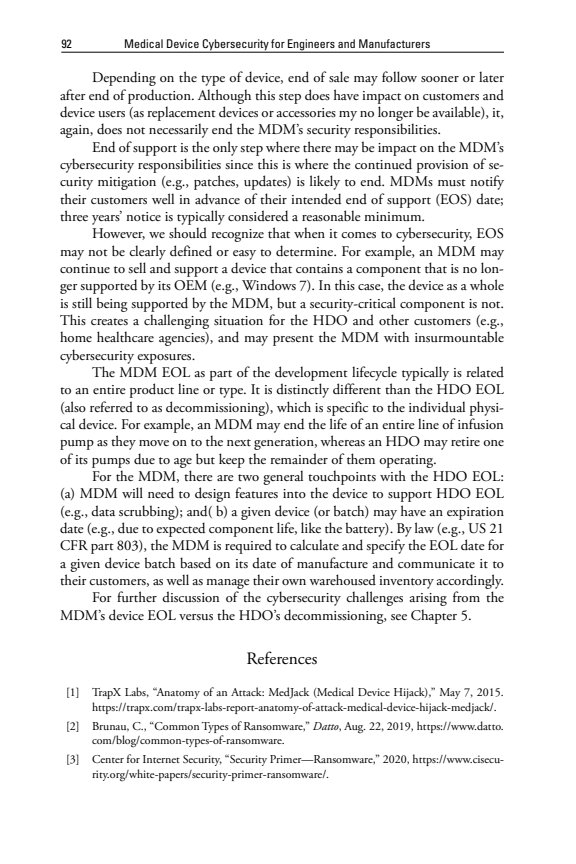 92 Medical Device Cybersecurity for Engineers and Manufacturers
Depending on the type of device, end of sale may follow sooner or later
after end of production. Although this step does have impact on customers and
device users (as replacement devices or accessories my no longer be available), it,
again, does not necessarily end the MDM’s security responsibilities.
End of support is the only step where there may be impact on the MDM’s
cybersecurity responsibilities since this is where the continued provision of se-
curity mitigation (e.g., patches, updates) is likely to end. MDMs must notify
their customers well in advance of their intended end of support (EOS) date;
three years’ notice is typically considered a reasonable minimum.
However, we should recognize that when it comes to cybersecurity, EOS
may not be clearly defined or easy to determine. For example, an MDM may
continue to sell and support a device that contains a component that is no lon-
ger supported by its OEM (e.g., Windows 7). In this case, the device as a whole
is still being supported by the MDM, but a security-critical component is not.
This creates a challenging situation for the HDO and other customers (e.g.,
home healthcare agencies), and may present the MDM with insurmountable
cybersecurity exposures.
The MDM EOL as part of the development lifecycle typically is related
to an entire product line or type. It is distinctly different than the HDO EOL
(also referred to as decommissioning), which is specific to the individual physi-
cal device. For example, an MDM may end the life of an entire line of infusion
pump as they move on to the next generation, whereas an HDO may retire one
of its pumps due to age but keep the remainder of them operating.
For the MDM, there are two general touchpoints with the HDO EOL:
(a) MDM will need to design features into the device to support HDO EOL
(e.g., data scrubbing); and( b) a given device (or batch) may have an expiration
date (e.g., due to expected component life, like the battery). By law (e.g., US 21
CFR part 803), the MDM is required to calculate and specify the EOL date for
a given device batch based on its date of manufacture and communicate it to
their customers, as well as manage their own warehoused inventory accordingly.
For further discussion of the cybersecurity challenges arising from the
MDM’s device EOL versus the HDO’s decommissioning, see Chapter 5.
References
[1] TrapX Labs, “Anatomy of an Attack: MedJack (Medical Device Hijack),” May 7, 2015.
https://trapx.com/trapx-labs-report-anatomy-of-attack-medical-device-hijack-medjack/.
[2] Brunau, C., “Common Types of Ransomware,” Datto, Aug. 22, 2019, https://www.datto.
com/blog/common-types-of-ransomware.
[3] Center for Internet Security, “Security Primer—Ransomware,” 2020, https://www.cisecu-
rity.org/white-papers/security-primer-ransomware/.